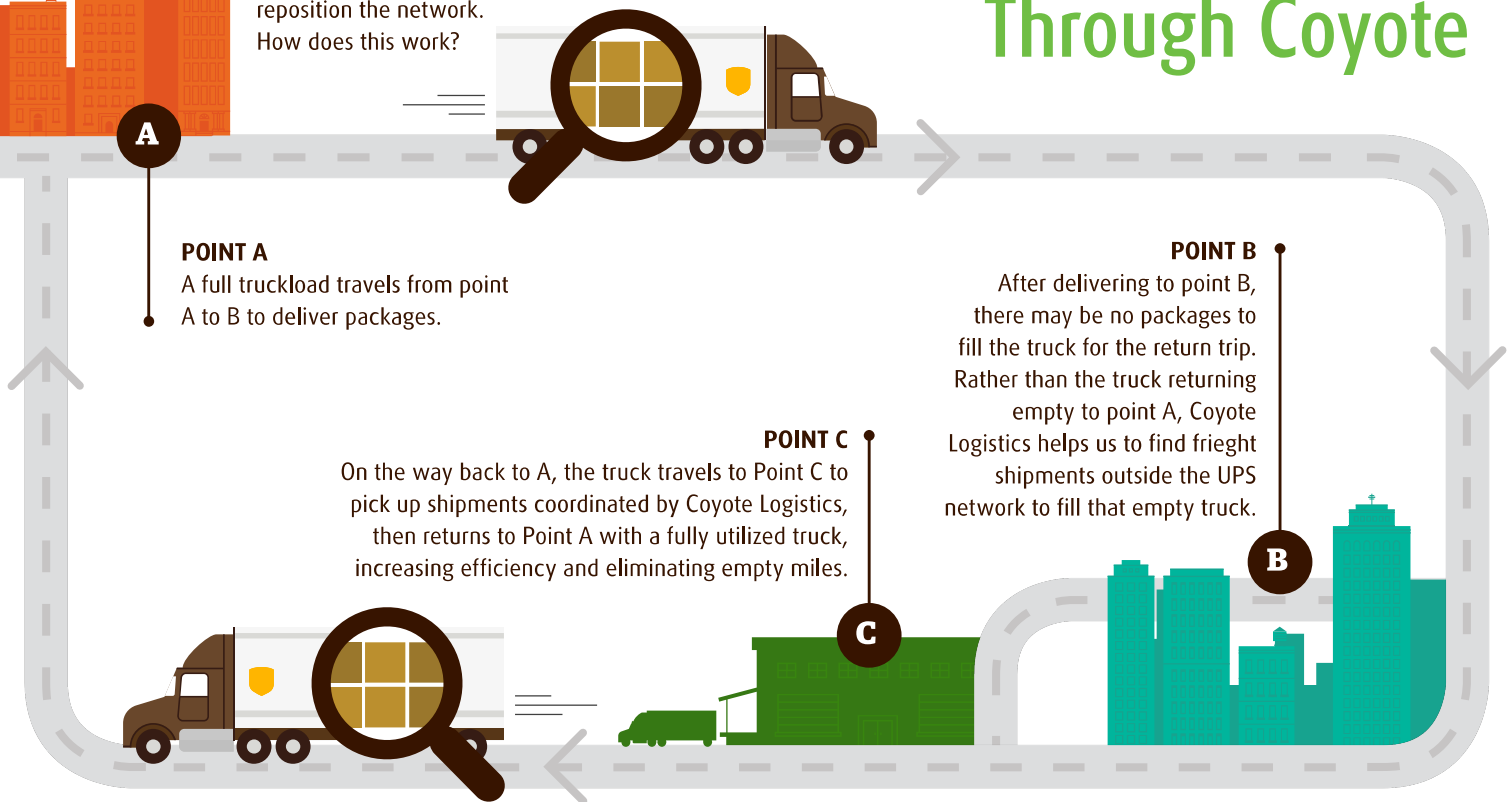 reposition the network.
How does this work?
Through Coyote
A
POINT A
A full truckload travels from point
A to B to deliver packages.
POINT B
After delivering to point B,
there may be no packages to
fill the truck for the return trip.
Rather than the truck returning
empty to point A, Coyote
Logistics helps us to find frieght
shipments outside the UPS
network to fill that empty truck.
B
POINT C
On the way back to A, the truck travels to Point C to
pick up shipments coordinated by Coyote Logistics,
then returns to Point A with a fully utilized truck,
increasing efficiency and eliminating empty miles.
C